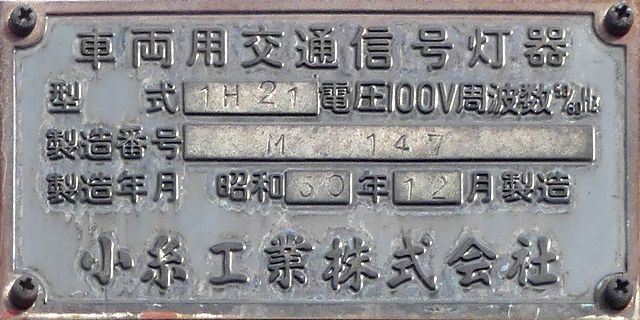 車両用交通信号灯器
型 式 1H21 電圧100V周波数50/60Hz
製造番号 M 147
製造年月 昭和60年12月製造
小糸工業株式会社